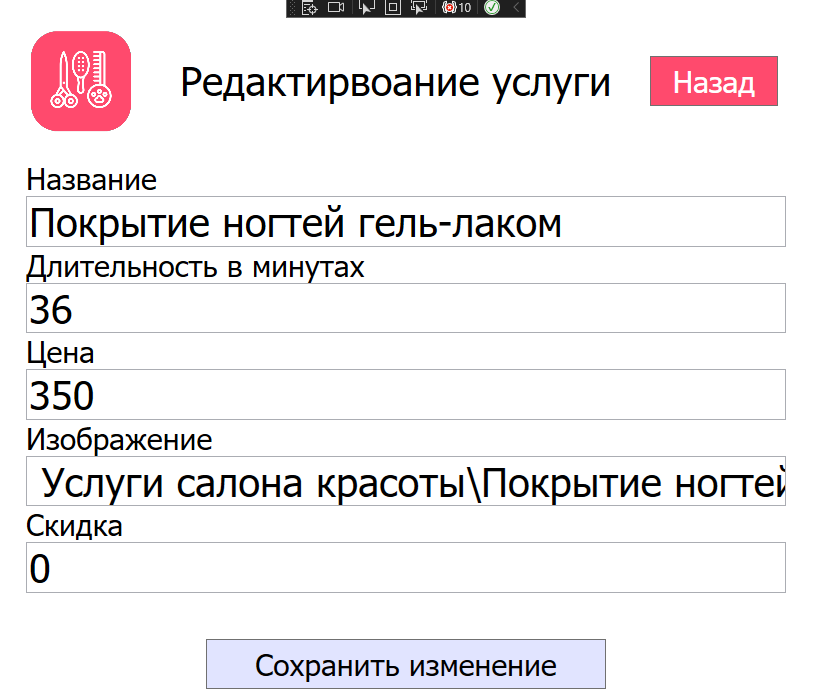 10
Редактирвоание услуги
Назад
Название
Покрытие ногтей гель-лаком
Длительность в минутах
36
Цена
350
Изображение
Услуги салона красоты\Покрытие ногтей
Скидка
0
Сохранить изменение